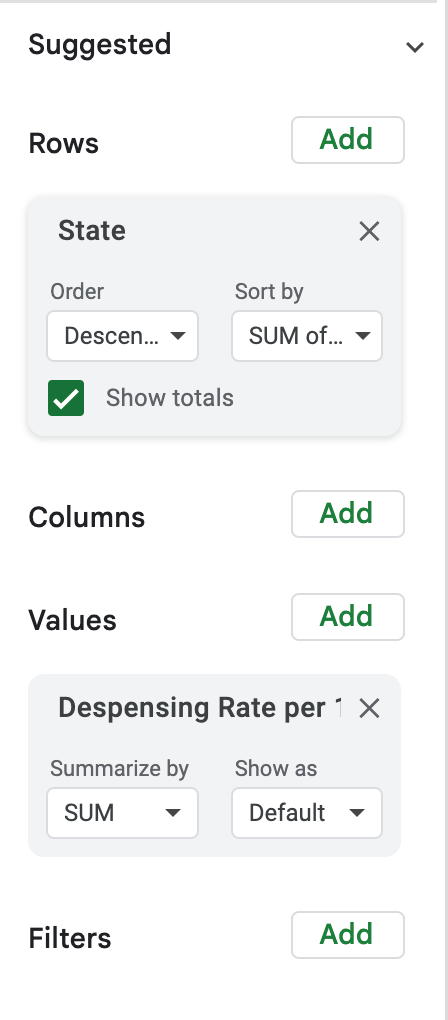 Suggested
Rows Add
State
Order Sort by
Descen... SUM of...
Show totals
Columns Add
Values Add
Despensing Rate per 1
Summarize by Show as
SUM Default
Filters Add